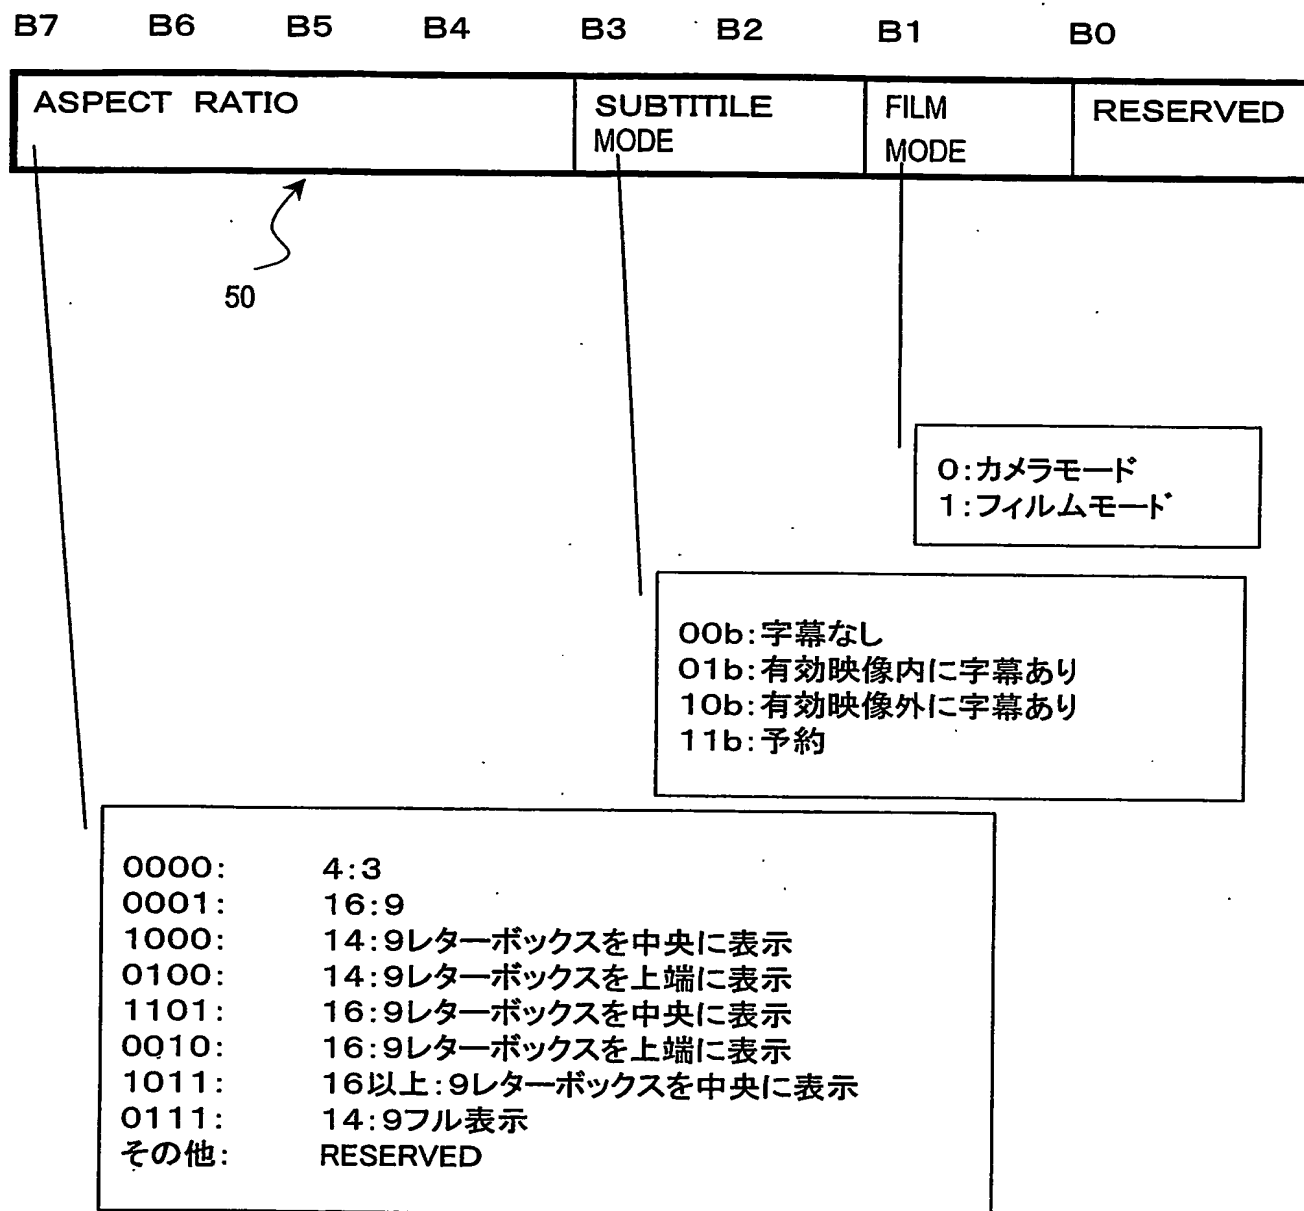 B7 B6 B5 B4 B3 B2 B1 B0
ASPECT RATIO
SUBTITILE
MODE
FILM
MODE
RESERVED
50
0:カメラモード
1:フィルムモード
00b:字幕なし
01b:有効映像内に字幕あり
10b:有効映像外に字幕あり
11b:予約
0000: 4:3
0001: 16:9
1000: 14:9レターボックスを中央に表示
0100: 14:9レターボックスを上端に表示
1101: 16:9レターボックスを中央に表示
0010: 16:9レターボックスを上端に表示
1011: 16以上:9レターボックスを中央に表示
0111: 14:9フル表示
その他: RESERVED